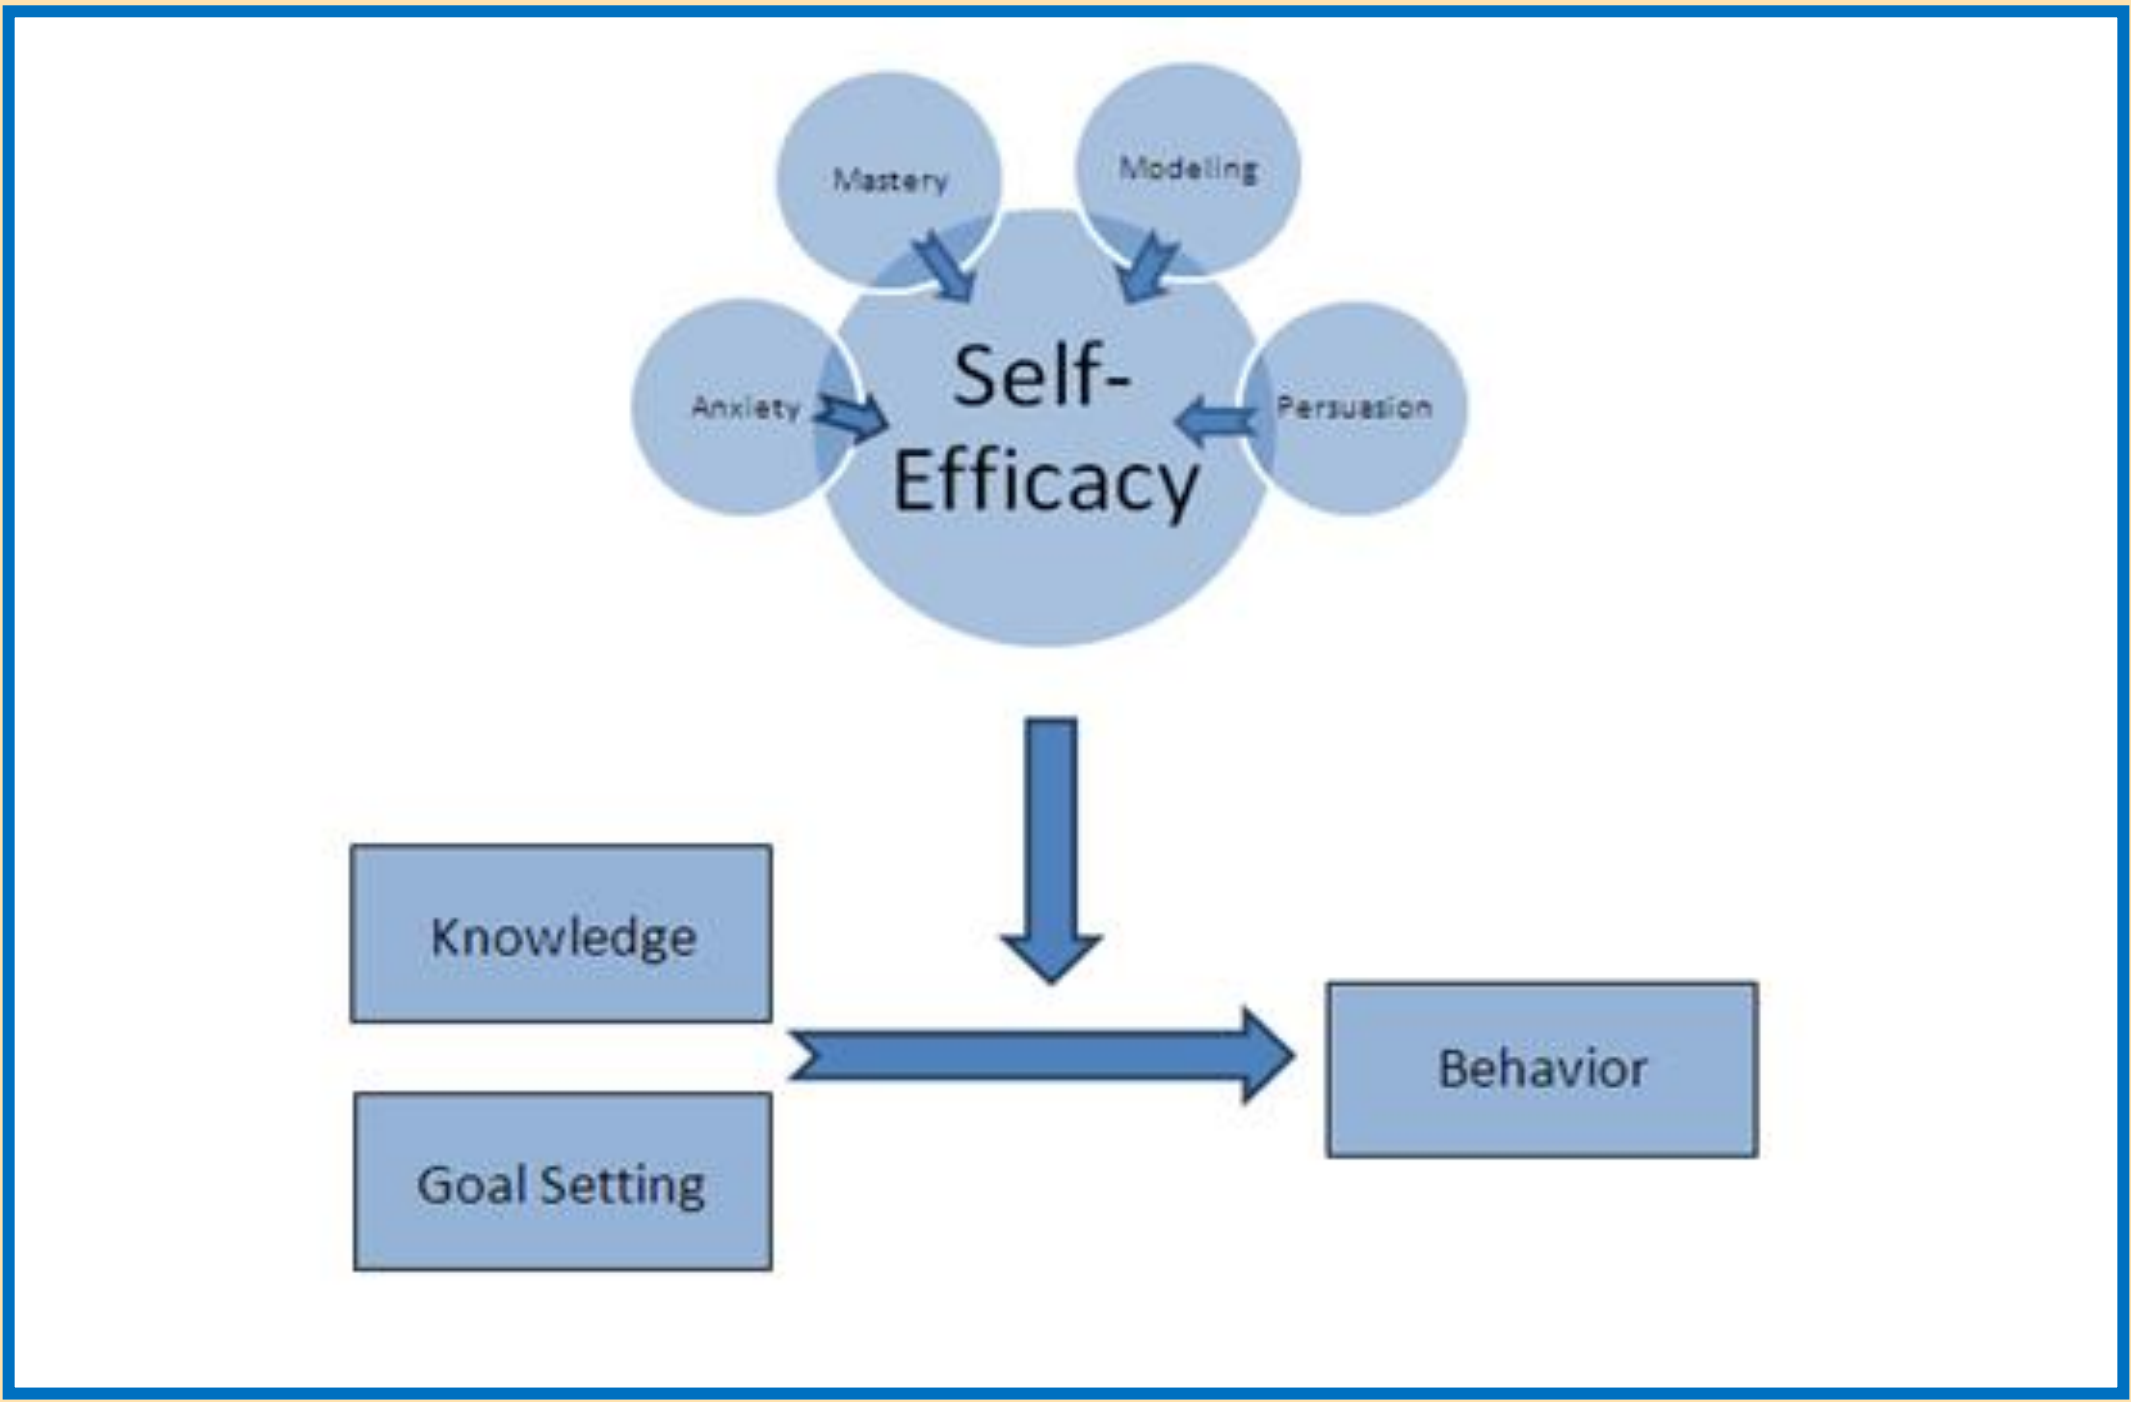 Mastery
Modeling
Anxiety
Self-
Efficacy
Persuasion
Knowledge
Goal Setting
Behavior